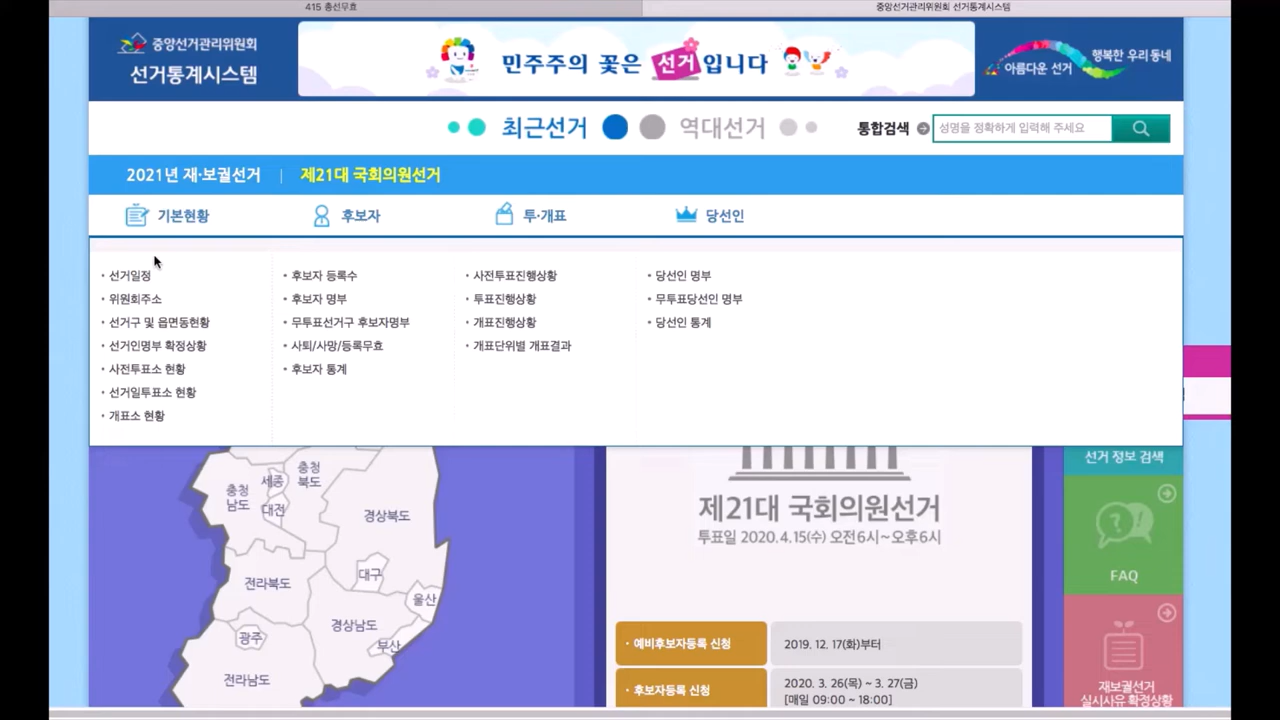 415 총선무효
중앙선거관리위원회 선거통계시스템
중앙선거관리위원회
선거통계시스템
민주주의 꽃은 선거입니다
아름다운 선거
행복한 우리동네
최근선거
역대선거
통합검색
성명을 정확하게 입력해 주세요
2021년 재·보궐선거 | 제21대 국회의원선거
기본현황
후보자
투·개표
당선인
· 선거일정
· 위원회주소
· 선거구 및 읍면동현황
· 선거인명부 확정상황
· 사전투표소 현황
· 선거일투표소 현황
· 개표소 현황
· 후보자 등록수
· 후보자 명부
· 무투표선거구 후보자명부
· 사퇴/사망/등록무효
· 후보자 통계
· 사전투표진행상황
· 투표진행상황
· 개표진행상황
· 개표단위별 개표결과
· 당선인 명부
· 무투표당선인 명부
· 당선인 통계
충청북도
세종
충청남도
대전
경상북도
대구
전라북도
울산
경상남도
광주
부산
전라남도
제21대 국회의원선거
투표일 2020.4.15(수) 오전6시~오후6시
· 예비후보자등록 신청
2019. 12. 17(화)부터
· 후보자등록 신청
2020. 3. 26(목) ~ 3. 27(금)
[매일 09:00 ~ 18:00]
선거 정보 검색
FAQ
재보궐선거
실시사유 확정상황